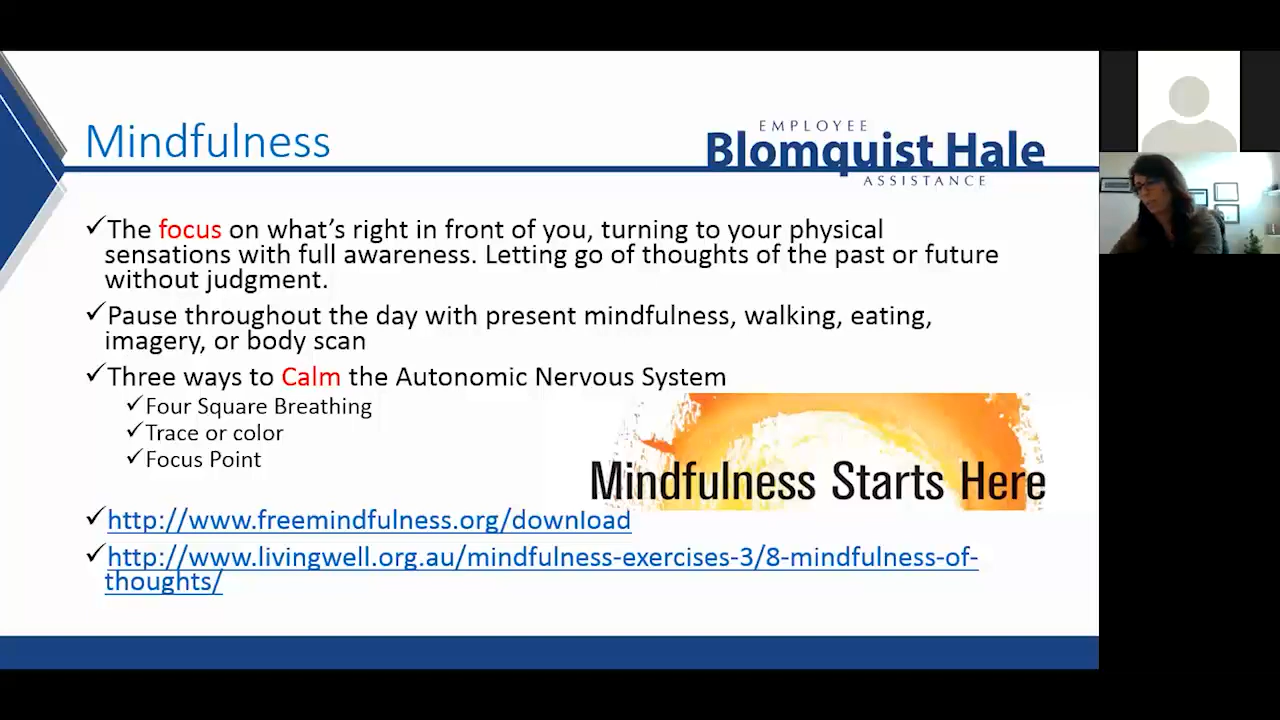 Mindfulness
EMPLOYEE
Blomquist Hale
ASSISTANCE
✓The focus on what’s right in front of you, turning to your physical
sensations with full awareness. Letting go of thoughts of the past or future
without judgment.
✓Pause throughout the day with present mindfulness, walking, eating,
imagery, or body scan
✓Three ways to Calm the Autonomic Nervous System
✓Four Square Breathing
✓Trace or color
✓Focus Point
Mindfulness Starts Here
✓http://www.freemindfulness.org/download
✓http://www.livingwell.org.au/mindfulness-exercises-3/8-mindfulness-of-
thoughts/